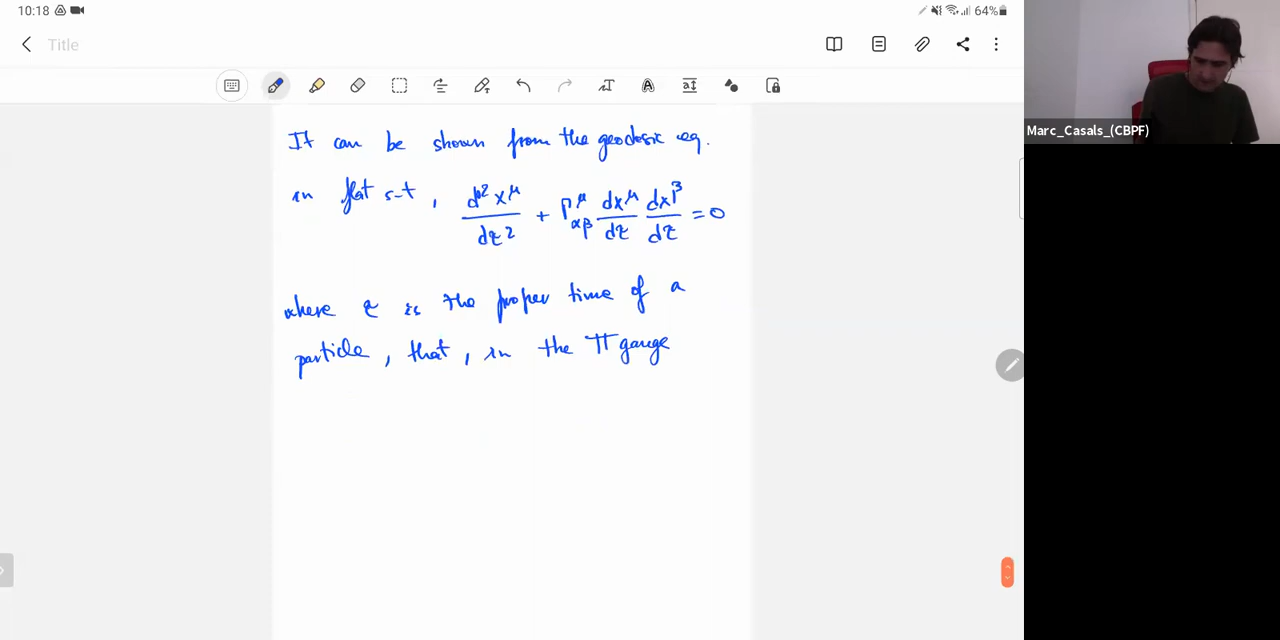 10:18 64%
Title
Marc_Casals_(CBPF)
It can be shown from the geodesic eq.
in flat s-t, d²x^μ/dτ² + Γ^μ_αβ dx^μ/dτ dx^β/dτ = 0
where τ is the proper time of a
particle, that, in the TT gauge